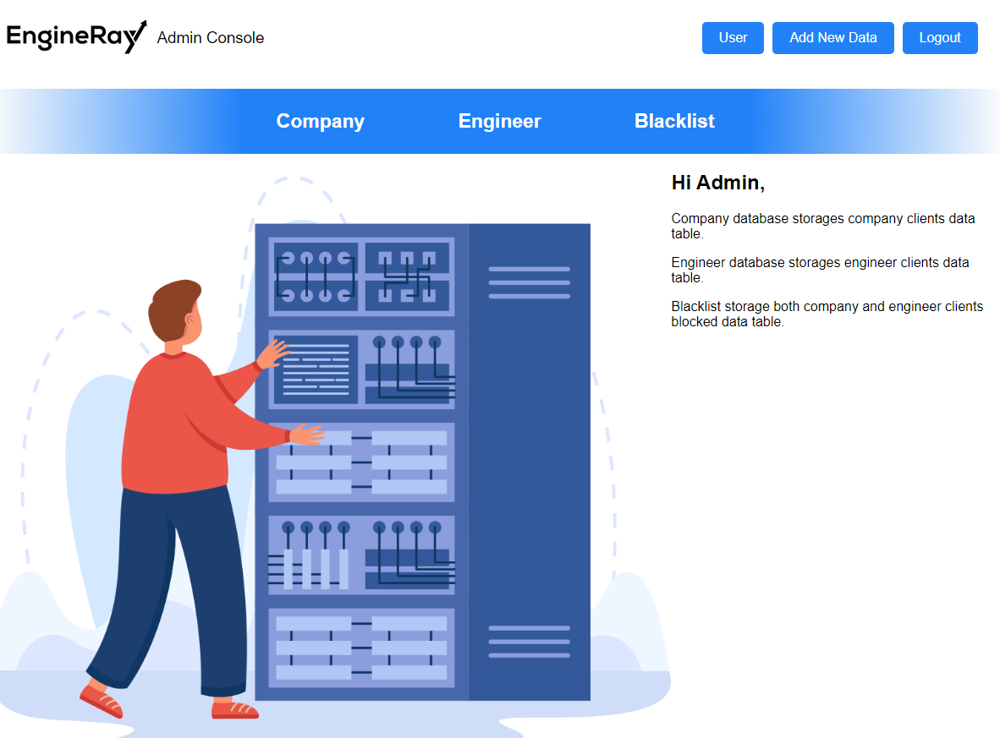 EngineRay Admin Console
User Add New Data Logout
Company Engineer Blacklist
Hi Admin,
Company database storages company clients data
table.
Engineer database storages engineer clients data
table.
Blacklist storage both company and engineer clients
blocked data table.